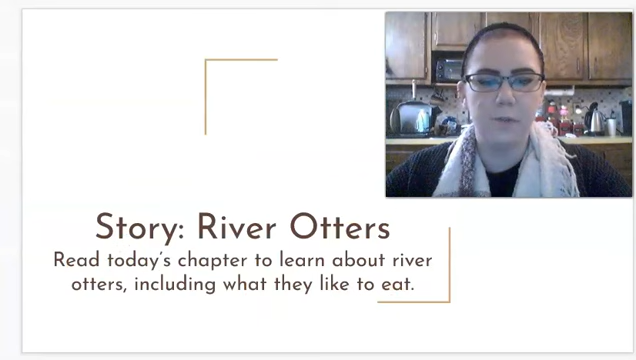 Story: River Otters
Read today's chapter to learn about river
otters, including what they like to eat.